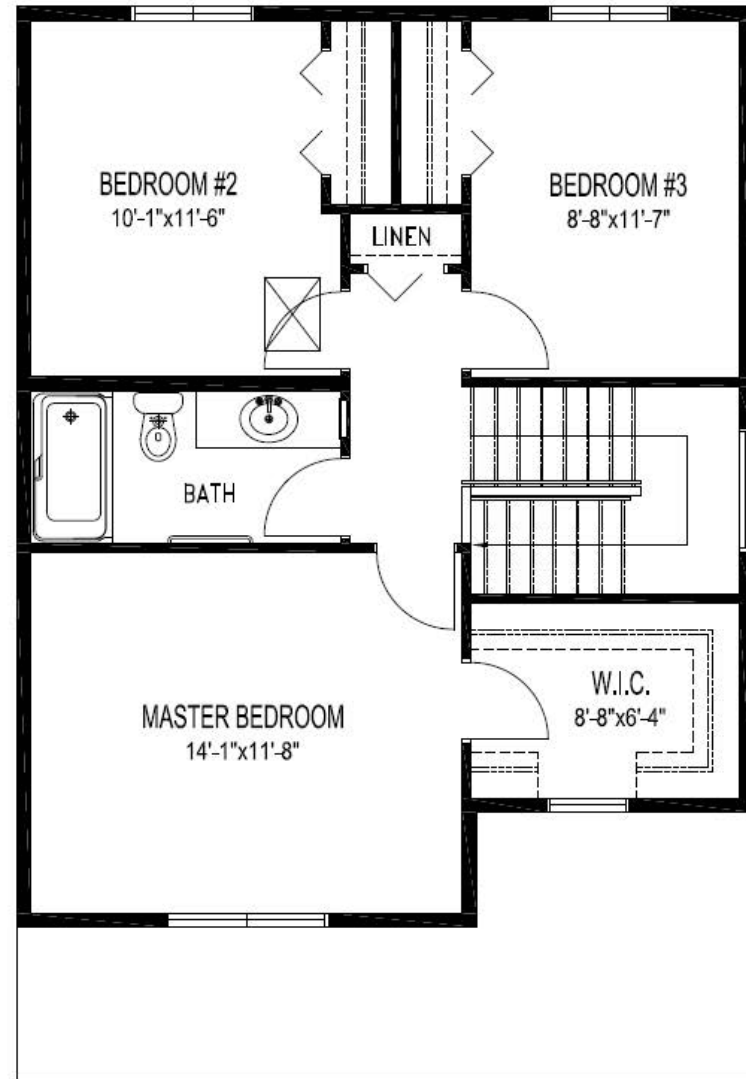 BEDROOM #2
10'-1"x11'-6"
BEDROOM #3
8'-8"x11'-7"
LINEN
BATH
MASTER BEDROOM
14'-1"x11'-8"
W.I.C.
8'-8"x6'-4"